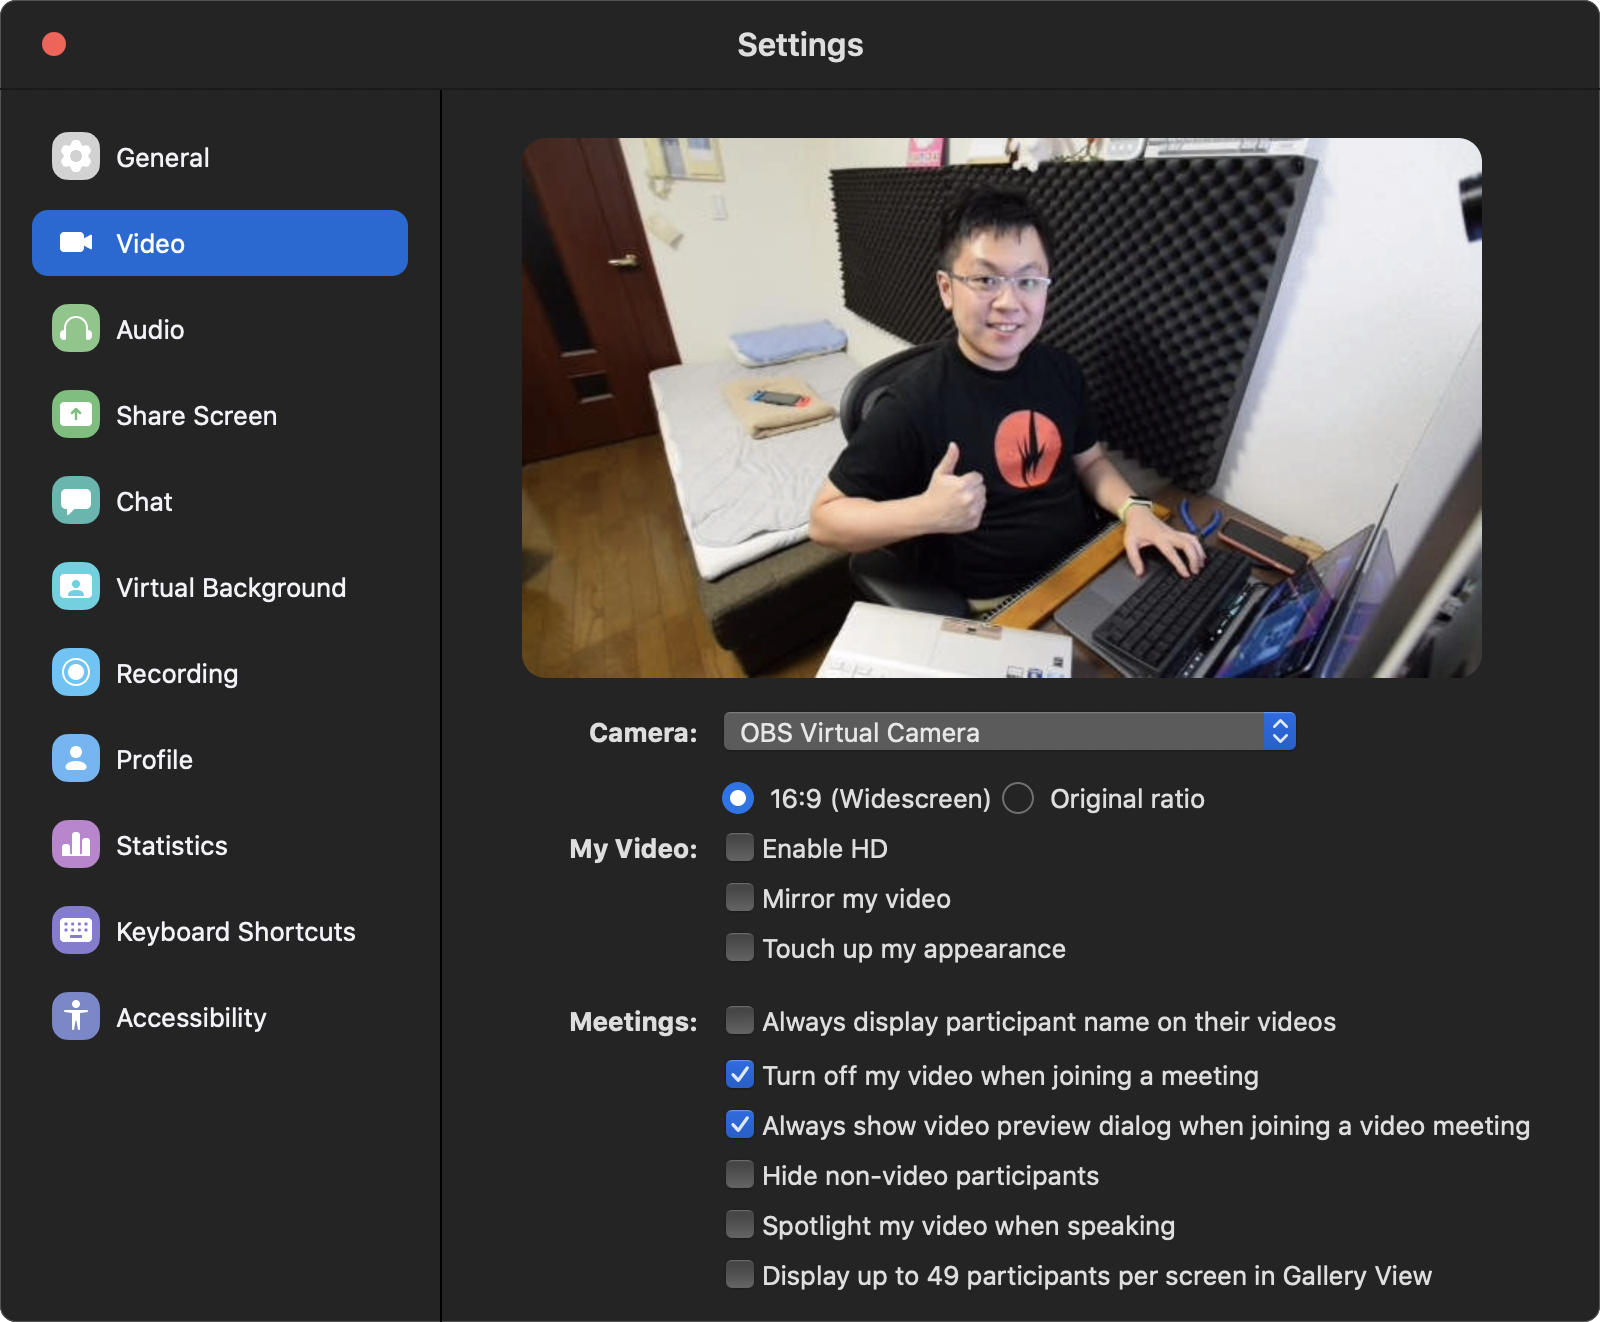 Settings
General
Video
Audio
Share Screen
Chat
Virtual Background
Recording
Profile
Statistics
Keyboard Shortcuts
Accessibility
Camera: OBS Virtual Camera
16:9 (Widescreen) Original ratio
My Video: Enable HD
Mirror my video
Touch up my appearance
Meetings: Always display participant name on their videos
Turn off my video when joining a meeting
Always show video preview dialog when joining a video meeting
Hide non-video participants
Spotlight my video when speaking
Display up to 49 participants per screen in Gallery View